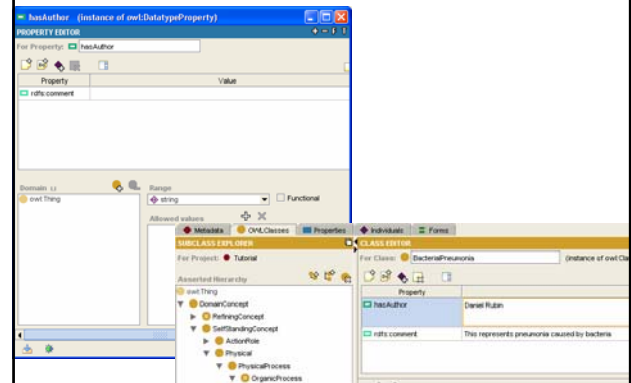 hasAuthor (instance of owl:DatatypeProperty)
PROPERTY EDITOR
For Property: hasAuthor
Property Value
rdfs:comment
Domain
Range
owl:Thing
string
Functional
Allowed values
Metadata OWLClasses Properties Individuals Forms
SUBCLASS EXPLORER CLASS EDITOR
For Project: Tutorial
For Class: BacterialPneumonia (instance of owl:Cla
Asserted Hierarchy
owl:Thing
Property
DomainConcept
hasAuthor Daniel Rubin
RefiningConcept
SelfStandingConcept
rdfs:comment This represents pneumonia caused by bacteria
ActionRole
Physical
PhysicalProcess
OrganicProcess